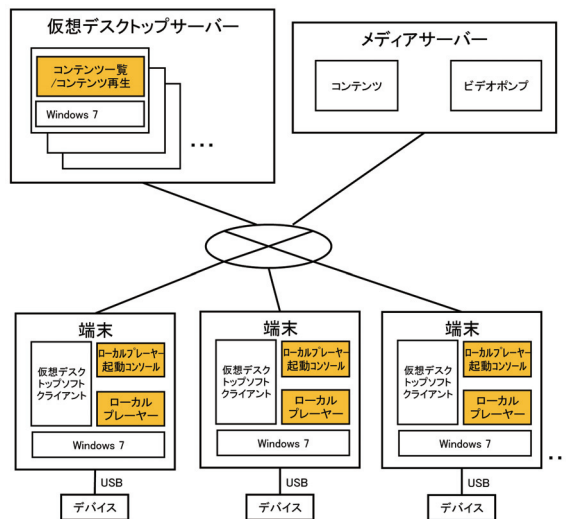 仮想デスクトップサーバー
コンテンツ一覧
/コンテンツ再生
Windows 7
...
メディアサーバー
コンテンツ
ビデオポンプ
端末
仮想デスク
トップソフト
クライアント
ローカルプレーヤー
起動コンソール
ローカル
プレーヤー
Windows 7
USB
デバイス
端末
仮想デスク
トップソフト
クライアント
ローカルプレーヤー
起動コンソール
ローカル
プレーヤー
Windows 7
USB
デバイス
端末
仮想デスク
トップソフト
クライアント
ローカルプレーヤー
起動コンソール
ローカル
プレーヤー
Windows 7
USB
デバイス
..